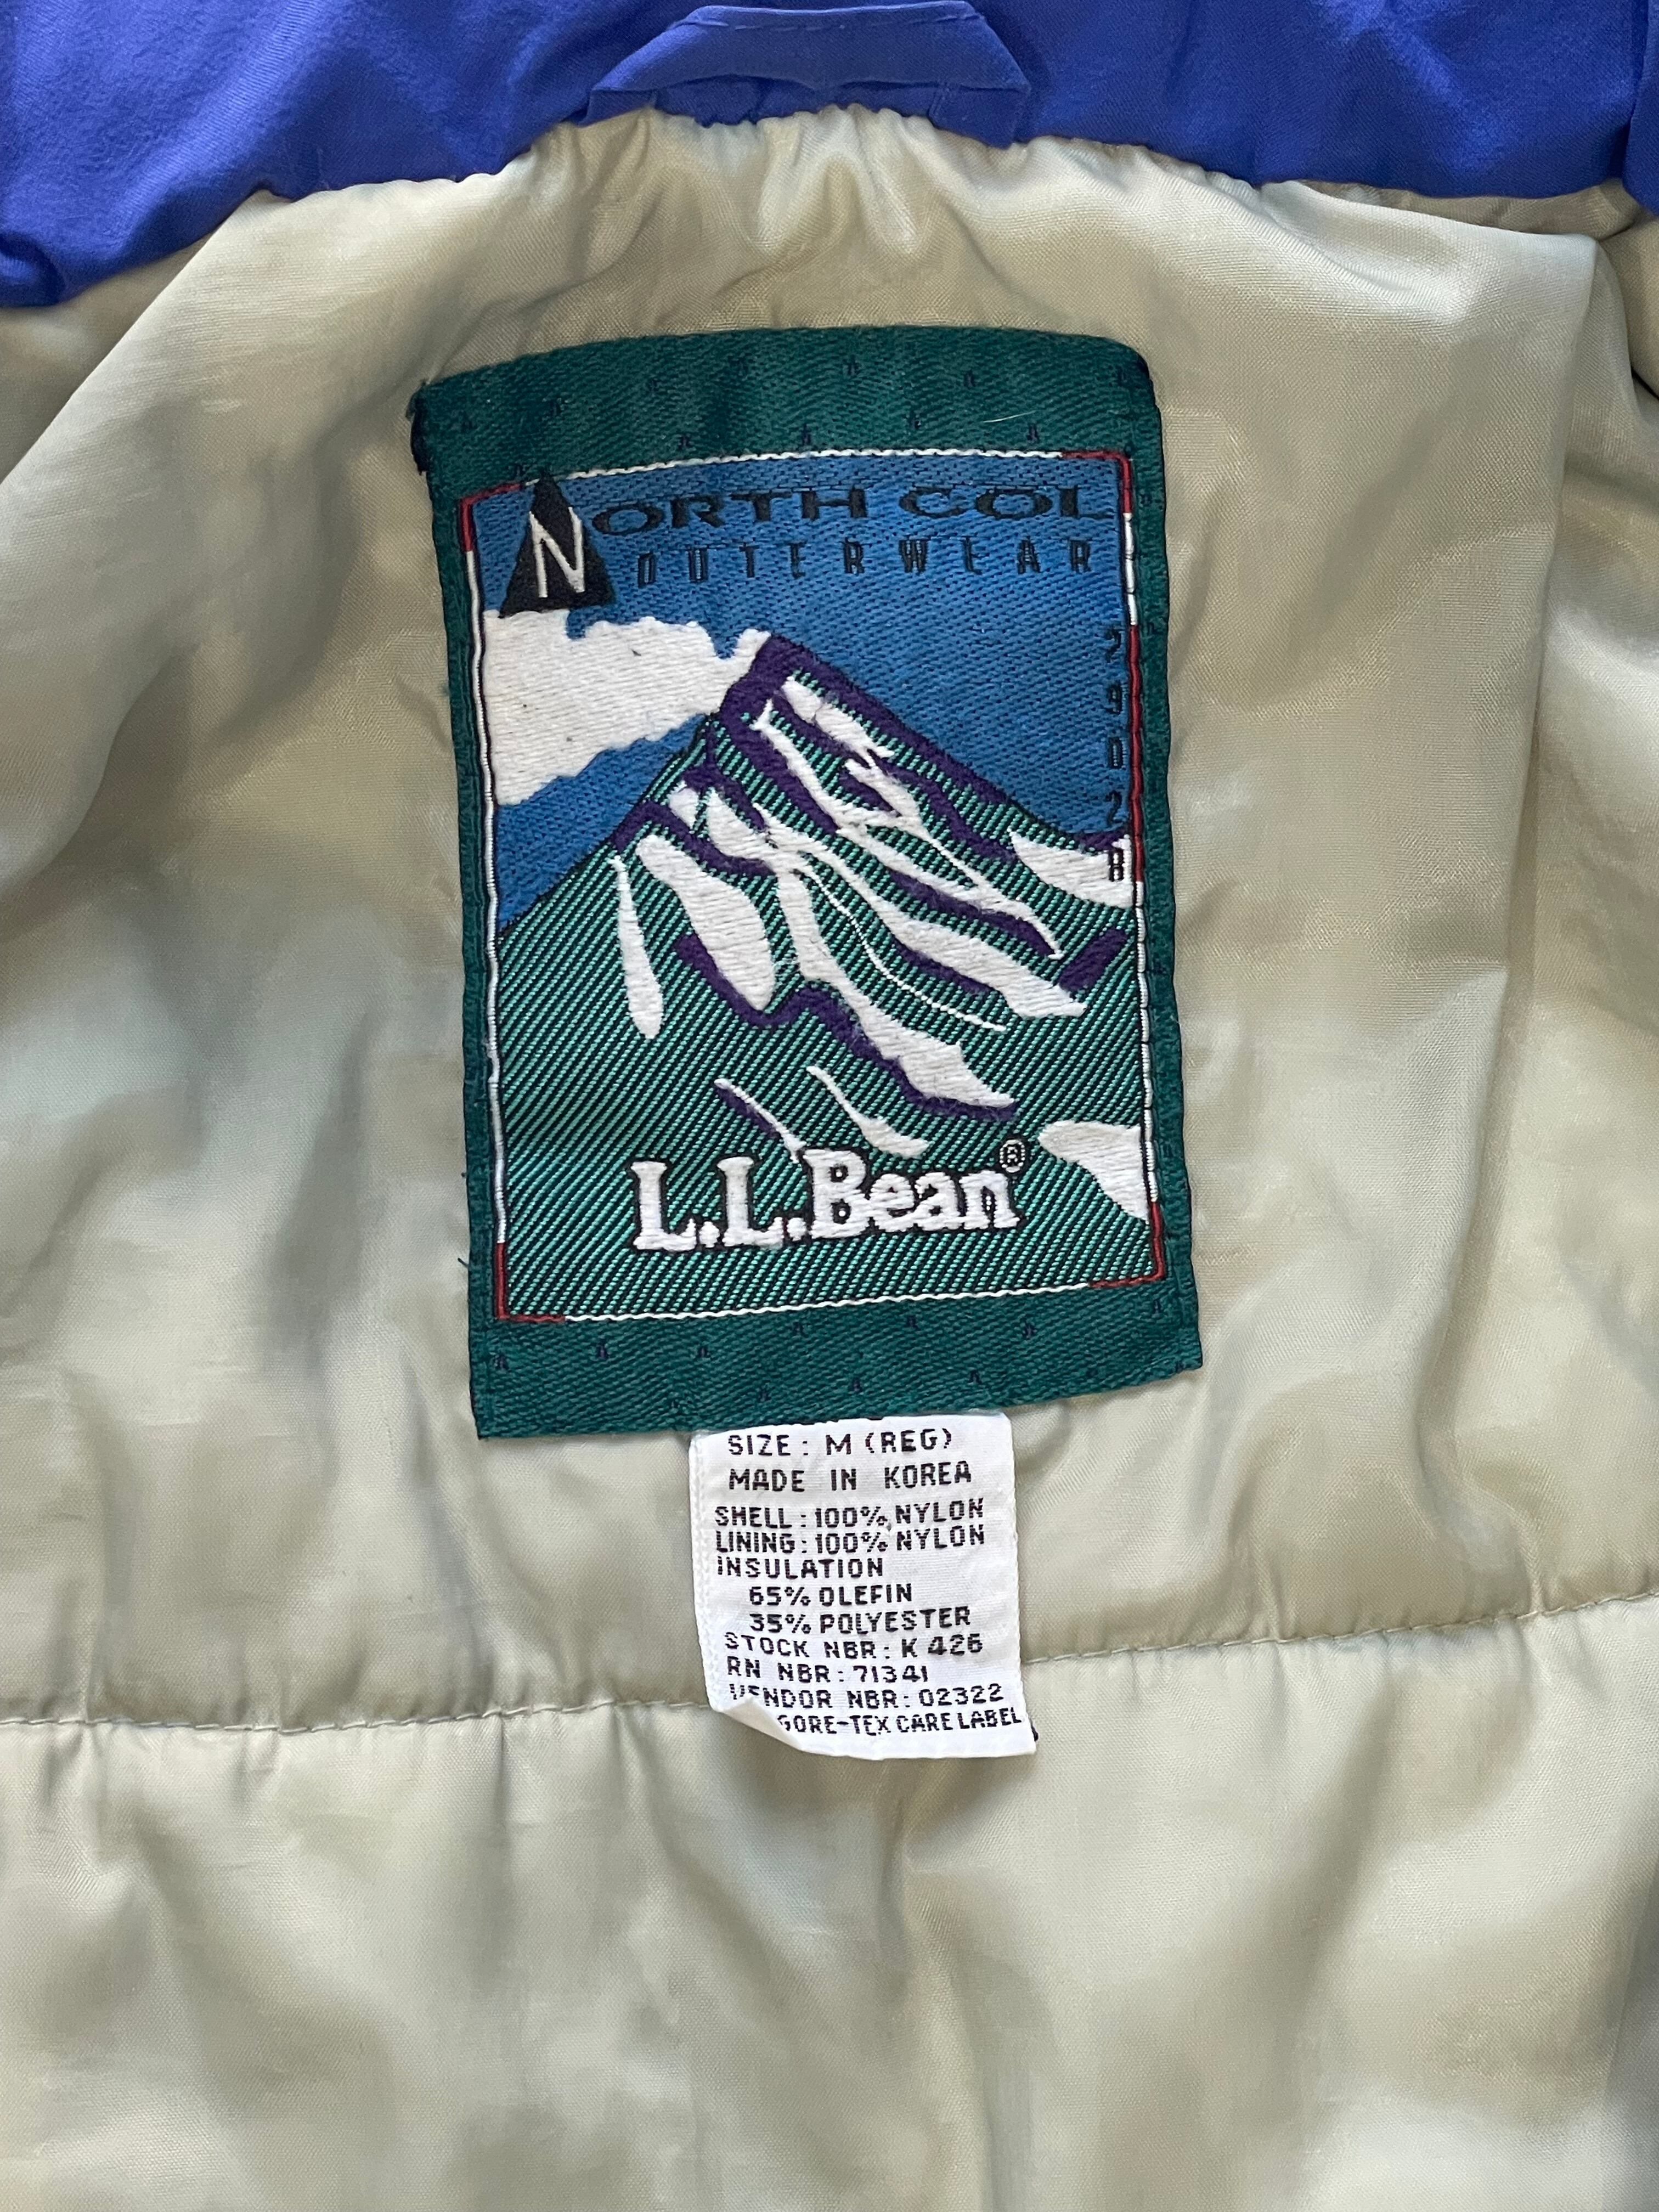 NORTH COL
OUTERWEAR
29028
L.L.Bean®
SIZE: M (REG)
MADE IN KOREA
SHELL: 100% NYLON
LINING: 100% NYLON
INSULATION
65% OLEFIN
35% POLYESTER
STOCK NBR: K 426
RN NBR: 71341
VENDOR NBR: 02322
GORE-TEX CARE LABEL